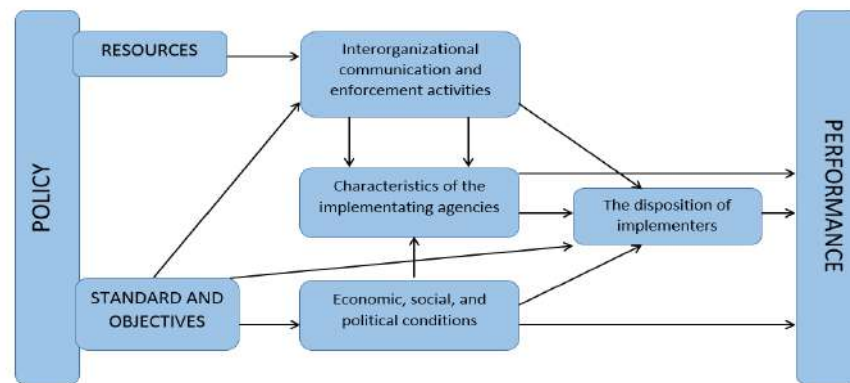 POLICY
RESOURCES
Interorganizational
communication and
enforcement activities
Characteristics of the
implementating agencies
The disposition of
implementers
STANDARD AND
OBJECTIVES
Economic, social, and
political conditions
PERFORMANCE